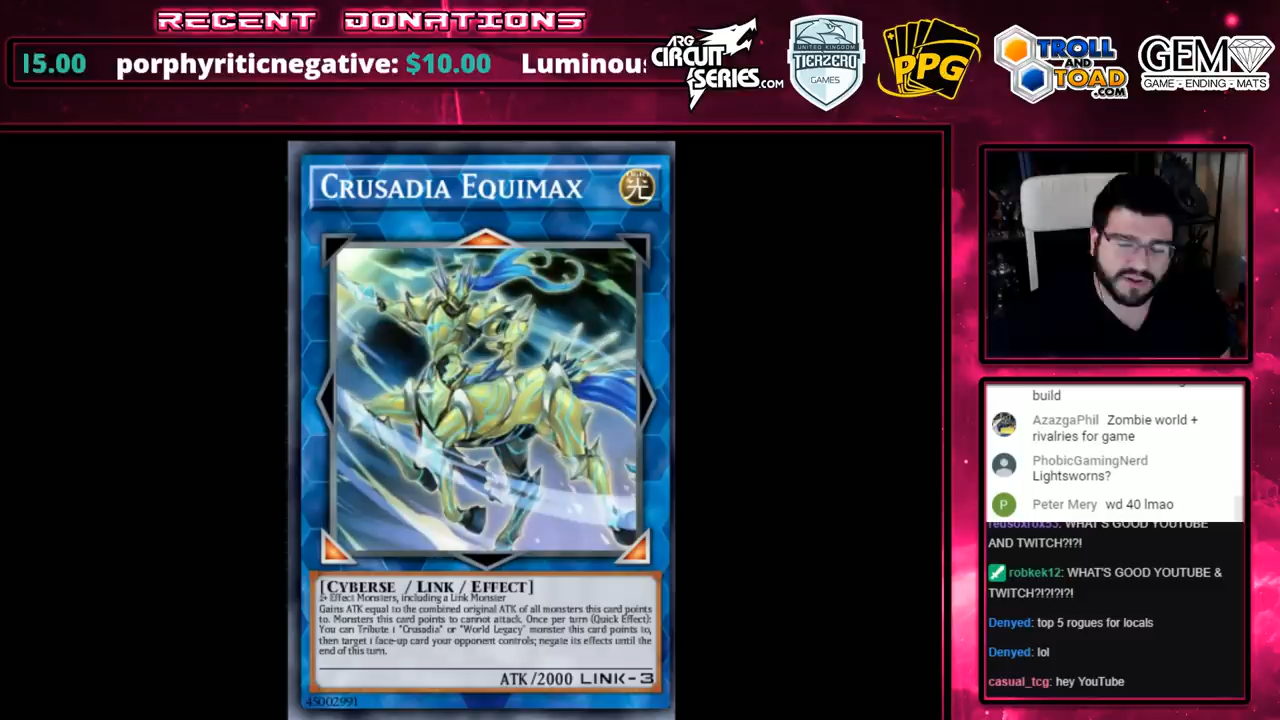 RECENT DONATIONS
15.00 porphyriticnegative: $10.00 Luminou
ARG CIRCUIT SERIES.COM
UNITED KINGDOM
TIERZERO
GAMES
PPG
TROLL AND TOAD .COM
GEM
GAME - ENDING - MATS
CRUSADIA EQUIMAX
LIGHT
光
[CYBERSE / LINK / EFFECT]
2+ Effect Monsters, including a Link Monster
Gains ATK equal to the combined original ATK of all monsters this card points
to. Monsters this card points to cannot attack. Once per turn (Quick Effect):
You can Tribute 1 "Crusadia" or "World Legacy" monster this card points to,
then target 1 face-up card your opponent controls; negate its effects until the
end of this turn.
ATK/2000 LINK-3
45002991
build
AzazgaPhil Zombie world +
rivalries for game
PhobicGamingNerd
Lightsworns?
P
Peter Mery wd 40 lmao
WHAT'S GOOD YOUTUBE
AND TWITCH?!?!
robkek12: WHAT'S GOOD YOUTUBE &
TWITCH?!?!?!?!
Denyed: top 5 rogues for locals
Denyed: lol
casual_tcg: hey YouTube